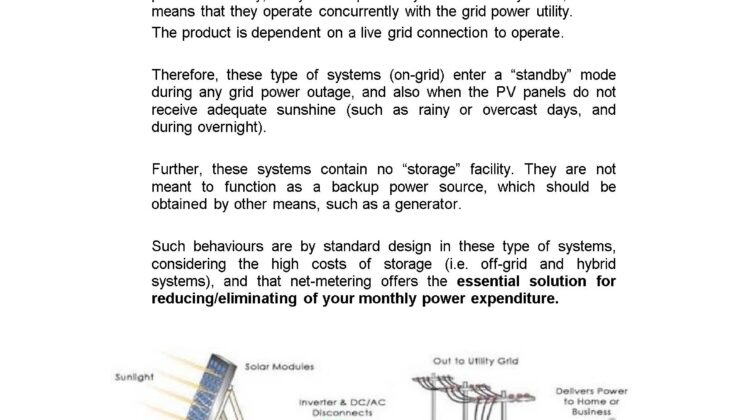 means that they operate concurrently with the grid power utility.
The product is dependent on a live grid connection to operate.
Therefore, these type of systems (on-grid) enter a “standby” mode
during any grid power outage, and also when the PV panels do not
receive adequate sunshine (such as rainy or overcast days, and
during overnight).
Further, these systems contain no “storage” facility. They are not
meant to function as a backup power source, which should be
obtained by other means, such as a generator.
Such behaviours are by standard design in these type of systems,
considering the high costs of storage (i.e. off-grid and hybrid
systems), and that net-metering offers the essential solution for
reducing/eliminating of your monthly power expenditure.
Sunlight
Solar Modules
Inverter & DC/AC
Disconnects
Out to Utility Grid
Delivers Power
to Home or
Business